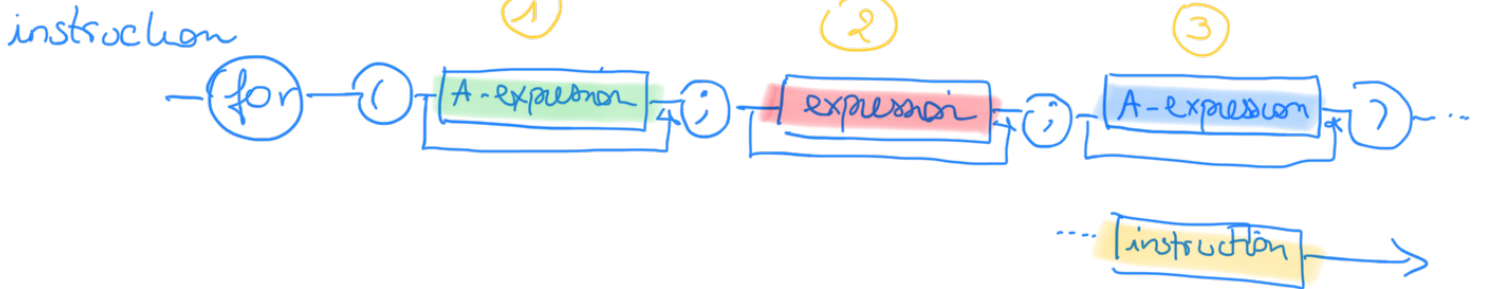 1 2 3
instruction
for ( A-expression ; expression ; A-expression ) ...
.... instruction